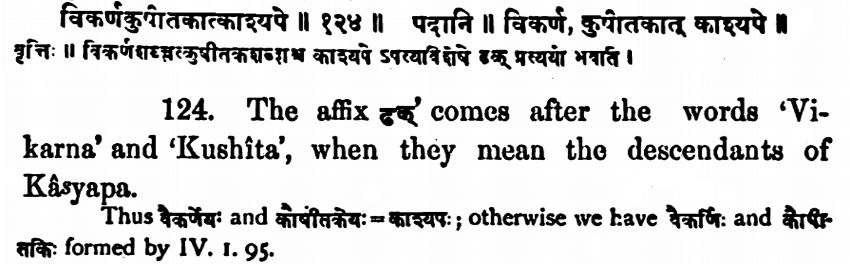 विकर्णकुषीतकात्काश्यपे ॥ १२४ ॥ पदानि ॥ विकर्ण, कुषीतकात् काश्यपे ॥
वृत्तिः ॥ विकर्णशब्दात्कुषीतकशब्दाच्च काश्यपे ऽपत्यविशेषे ढक् प्रत्ययो भवति ।
124. The affix ढक् comes after the words ‘Vi-
karna’ and ‘Kushîta’, when they mean the descendants of
Kâsyapa.
Thus वैकर्णेयः and कौषीतकेयः = काश्यपः; otherwise we have वैकर्णिः and कौषी-
तकिः formed by IV. 1. 95.